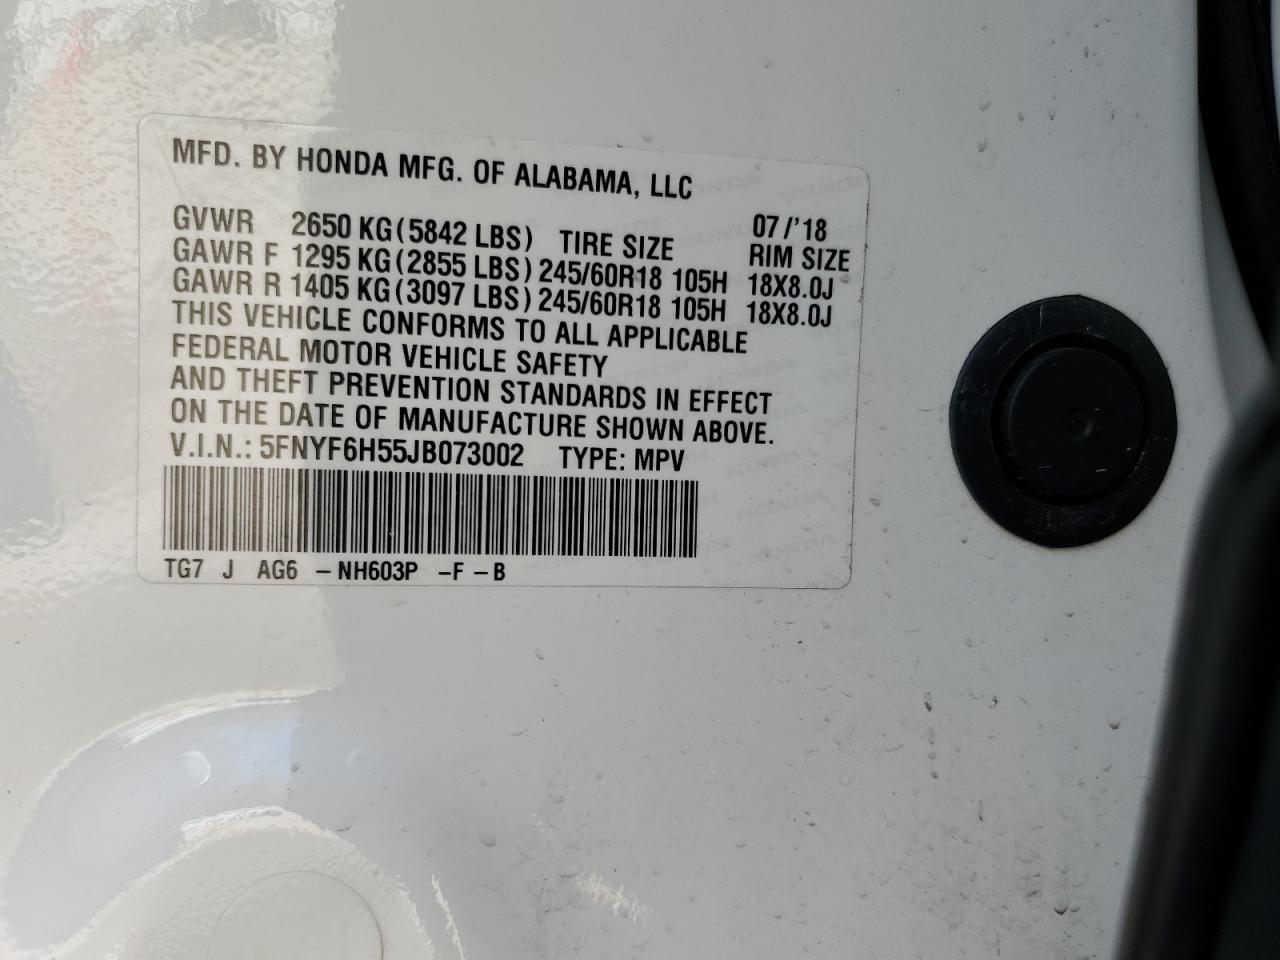 MFD. BY HONDA MFG. OF ALABAMA, LLC
07/'18
GVWR 2650 KG(5842 LBS) TIRE SIZE RIM SIZE
GAWR F 1295 KG(2855 LBS) 245/60R18 105H 18X8.0J
GAWR R 1405 KG(3097 LBS) 245/60R18 105H 18X8.0J
THIS VEHICLE CONFORMS TO ALL APPLICABLE
FEDERAL MOTOR VEHICLE SAFETY
AND THEFT PREVENTION STANDARDS IN EFFECT
ON THE DATE OF MANUFACTURE SHOWN ABOVE.
V.I.N.: 5FNYF6H55JB073002 TYPE: MPV
TG7 J AG6 -NH603P -F -B